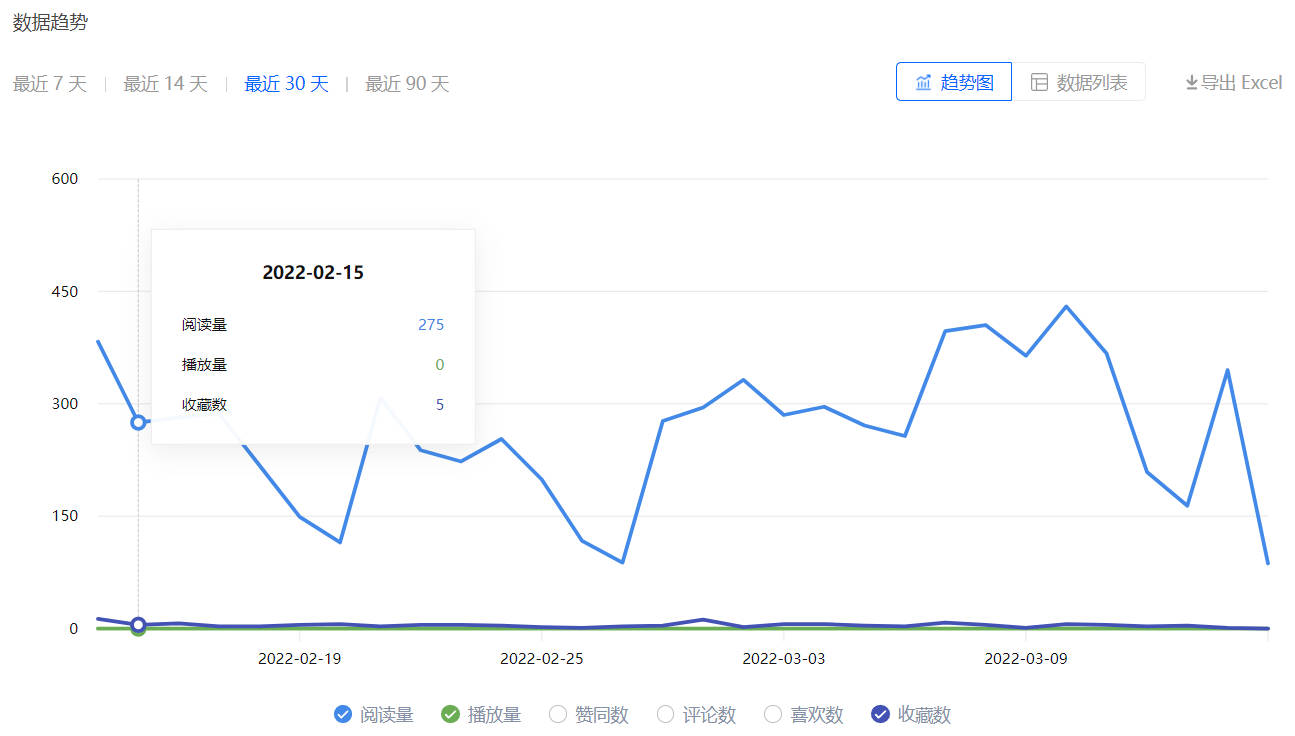 数据趋势
最近 7 天 | 最近 14 天 | 最近 30 天 | 最近 90 天
趋势图 数据列表 导出 Excel
600
2022-02-15
450
阅读量 275
播放量 0
300
收藏数 5
150
0
2022-02-19 2022-02-25 2022-03-03 2022-03-09
阅读量 播放量 赞同数 评论数 喜欢数 收藏数